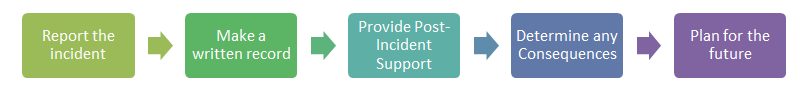 Report the
incident
Make a
written record
Provide Post-
Incident
Support
Determine any
Consequences
Plan for the
future